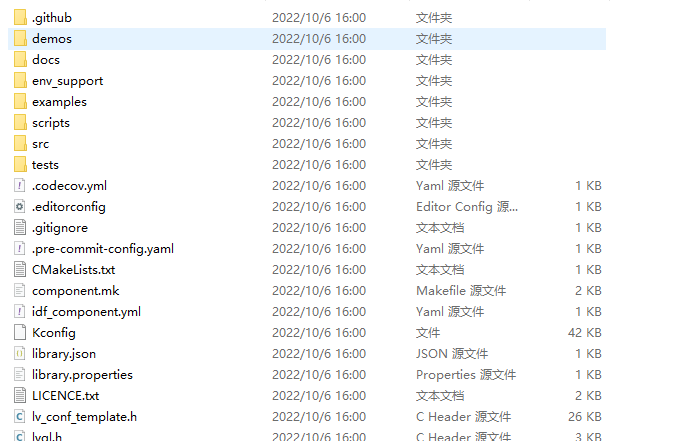 .github 2022/10/6 16:00 文件夹
demos 2022/10/6 16:00 文件夹
docs 2022/10/6 16:00 文件夹
env_support 2022/10/6 16:00 文件夹
examples 2022/10/6 16:00 文件夹
scripts 2022/10/6 16:00 文件夹
src 2022/10/6 16:00 文件夹
tests 2022/10/6 16:00 文件夹
.codecov.yml 2022/10/6 16:00 Yaml 源文件 1 KB
.editorconfig 2022/10/6 16:00 Editor Config 源... 1 KB
.gitignore 2022/10/6 16:00 文本文档 1 KB
.pre-commit-config.yaml 2022/10/6 16:00 Yaml 源文件 1 KB
CMakeLists.txt 2022/10/6 16:00 文本文档 1 KB
component.mk 2022/10/6 16:00 Makefile 源文件 2 KB
idf_component.yml 2022/10/6 16:00 Yaml 源文件 1 KB
Kconfig 2022/10/6 16:00 文件 42 KB
library.json 2022/10/6 16:00 JSON 源文件 1 KB
library.properties 2022/10/6 16:00 Properties 源文件 1 KB
LICENCE.txt 2022/10/6 16:00 文本文档 2 KB
lv_conf_template.h 2022/10/6 16:00 C Header 源文件 26 KB
lvgl.h 2022/10/6 16:00 C Header 源文件 3 KB